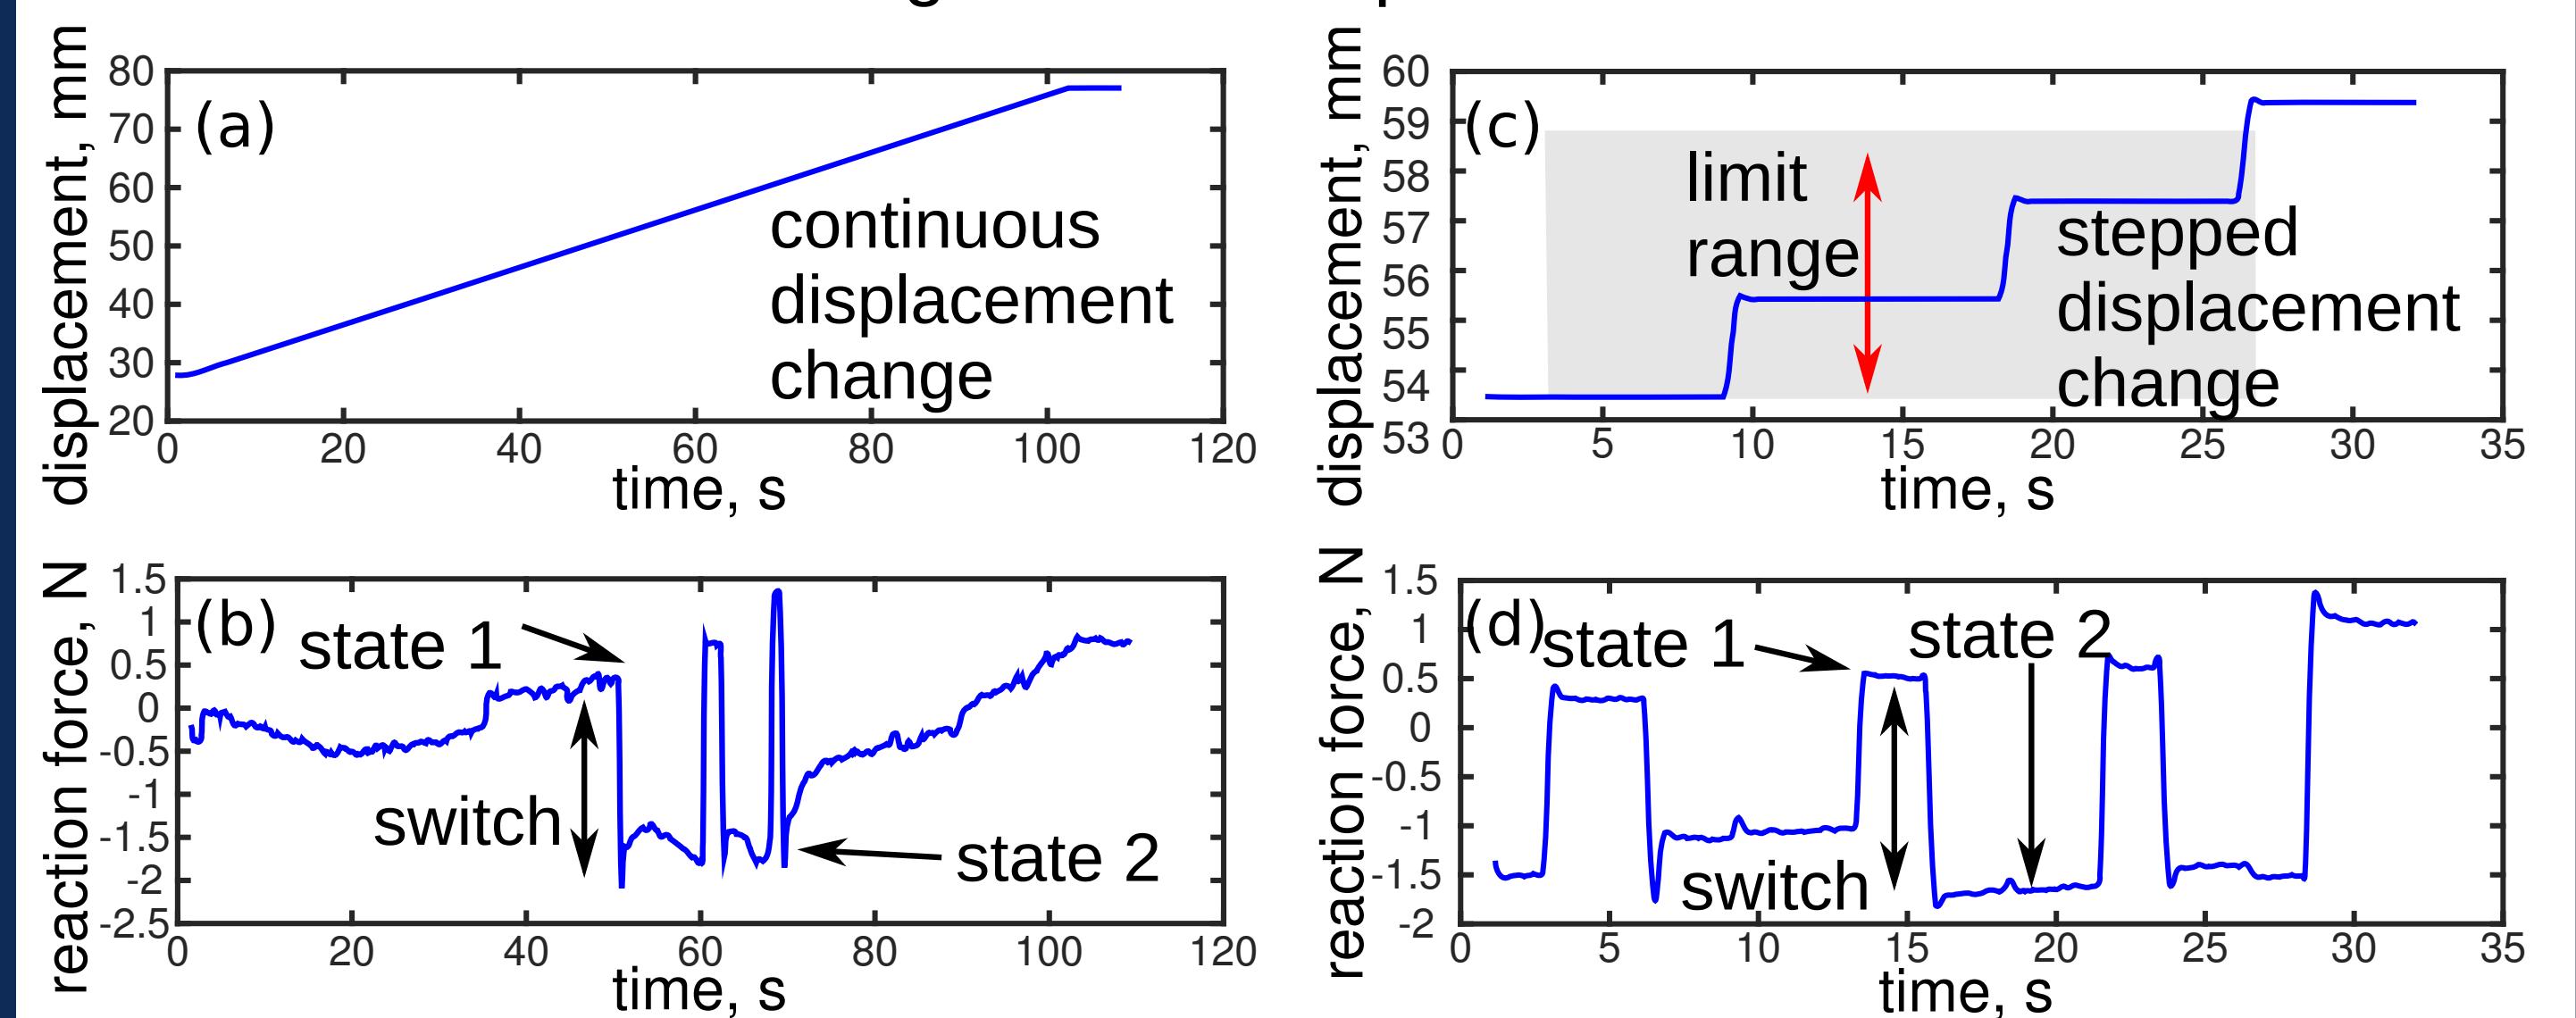 displacement, mm
80
70
60
50
40
30
20
(a)
continuous
displacement
change
0 20 40 60 80 100 120
time, s
displacement, mm
60
59
58
57
56
55
54
53
(c)
limit
range
stepped
displacement
change
0 5 10 15 20 25 30 35
time, s
reaction force, N
1.5
1
0.5
0
-0.5
-1
-1.5
-2
-2.5
(b)
state 1
switch
state 2
0 20 40 60 80 100 120
time, s
reaction force, N
1.5
1
0.5
0
-0.5
-1
-1.5
-2
(d)
state 1
state 2
switch
0 5 10 15 20 25 30 35
time, s